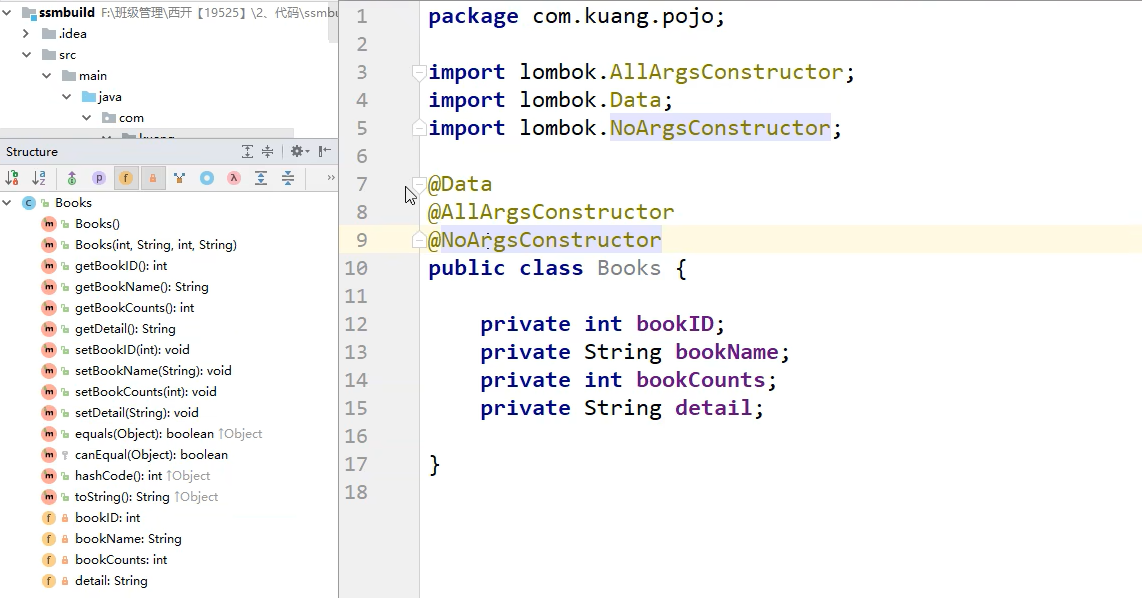 ssmbuild F:\班级管理\西开【19525】\2、代码\ssmbu
.idea
src
main
java
com
kuang
Structure
Books
Books()
Books(int, String, int, String)
getBookID(): int
getBookName(): String
getBookCounts(): int
getDetail(): String
setBookID(int): void
setBookName(String): void
setBookCounts(int): void
setDetail(String): void
equals(Object): boolean ↑Object
canEqual(Object): boolean
hashCode(): int ↑Object
toString(): String ↑Object
bookID: int
bookName: String
bookCounts: int
detail: String
1 package com.kuang.pojo;
2
3 import lombok.AllArgsConstructor;
4 import lombok.Data;
5 import lombok.NoArgsConstructor;
6
7 @Data
8 @AllArgsConstructor
9 @NoArgsConstructor
10 public class Books {
11
12 private int bookID;
13 private String bookName;
14 private int bookCounts;
15 private String detail;
16
17 }
18